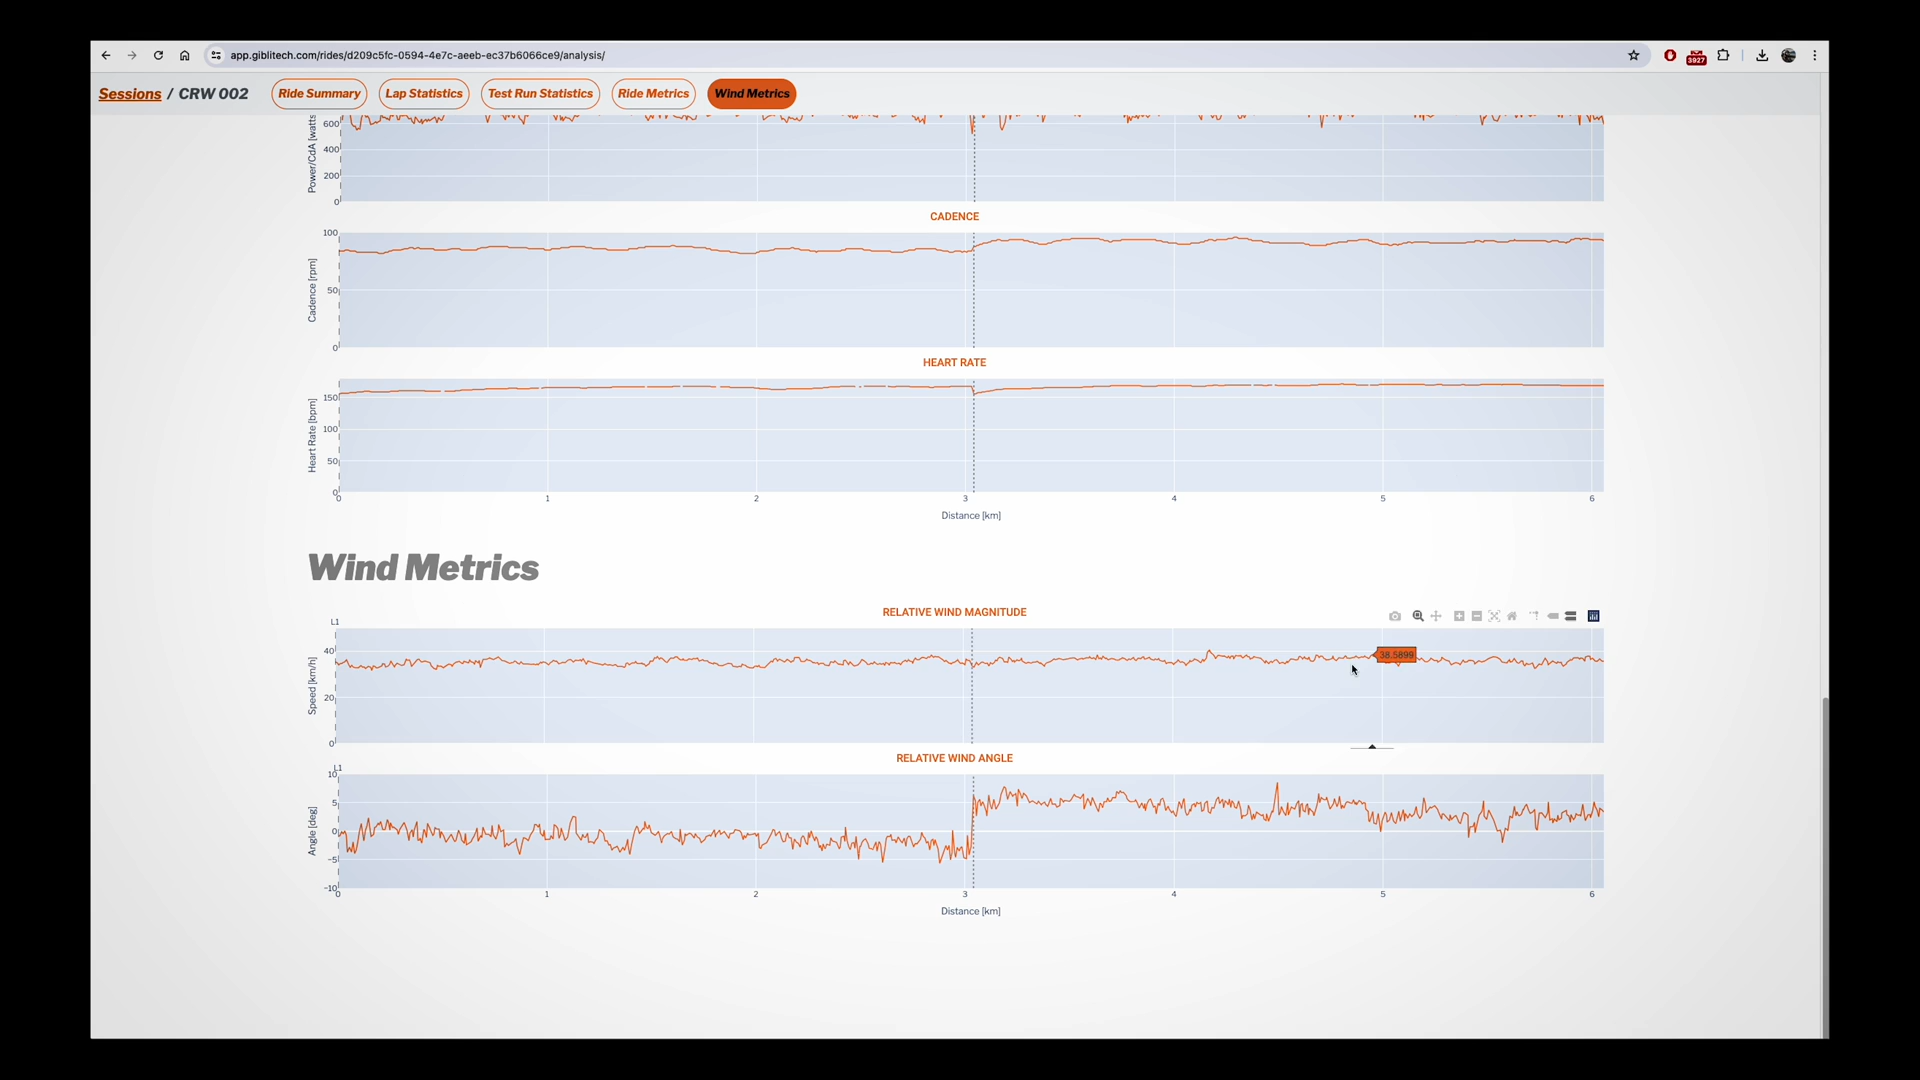 app.giblitech.com/rides/d209c5fc-0594-4e7c-aeeb-ec37b6066ce9/analysis/
3927
Sessions / CRW 002
Ride Summary
Lap Statistics
Test Run Statistics
Ride Metrics
Wind Metrics
Power/CdA [watts
600
400
200
0
CADENCE
Cadence [rpm]
100
50
0
HEART RATE
Heart Rate [bpm]
150
100
50
0
0 1 2 3 4 5 6
Distance [km]
Wind Metrics
RELATIVE WIND MAGNITUDE
L1
Speed [km/h]
40
20
0
38.5899
RELATIVE WIND ANGLE
L1
Angle [deg]
10
5
0
−5
−10
0 1 2 3 4 5 6
Distance [km]